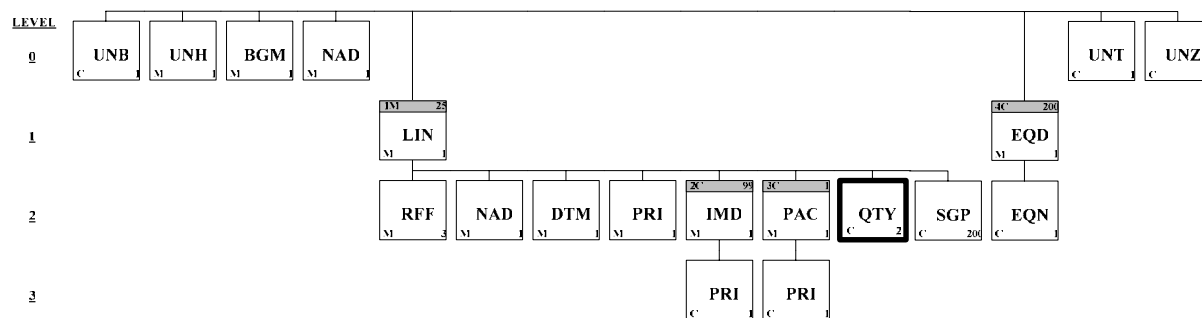 LEVEL
0 UNB UNH BGM NAD UNT UNZ
C 1 M 1 M 1 M 1 C 1 C 1
1M 25 4C 200
1 LIN EQD
M 1 M 1
2C 99 3C 1
2 RFF NAD DTM PRI IMD PAC QTY SGP EQN
M 3 M 1 M 1 M 1 M 1 M 1 C 2 C 200 C 1
3 PRI PRI
C 1 C 1